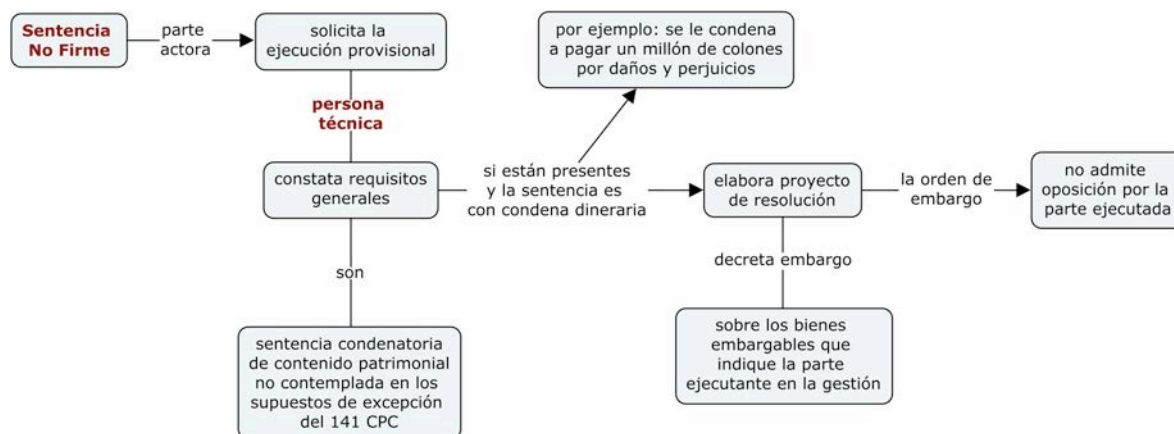 Sentencia
No Firme
parte
actora
solicita la
ejecución provisional
persona
técnica
constata requisitos
generales
son
sentencia condenatoria
de contenido patrimonial
no contemplada en los
supuestos de excepción
del 141 CPC
si están presentes
y la sentencia es
con condena dineraria
por ejemplo: se le condena
a pagar un millón de colones
por daños y perjuicios
elabora proyecto
de resolución
decreta embargo
sobre los bienes
embargables que
indique la parte
ejecutante en la gestión
la orden de
embargo
no admite
oposición por la
parte ejecutada